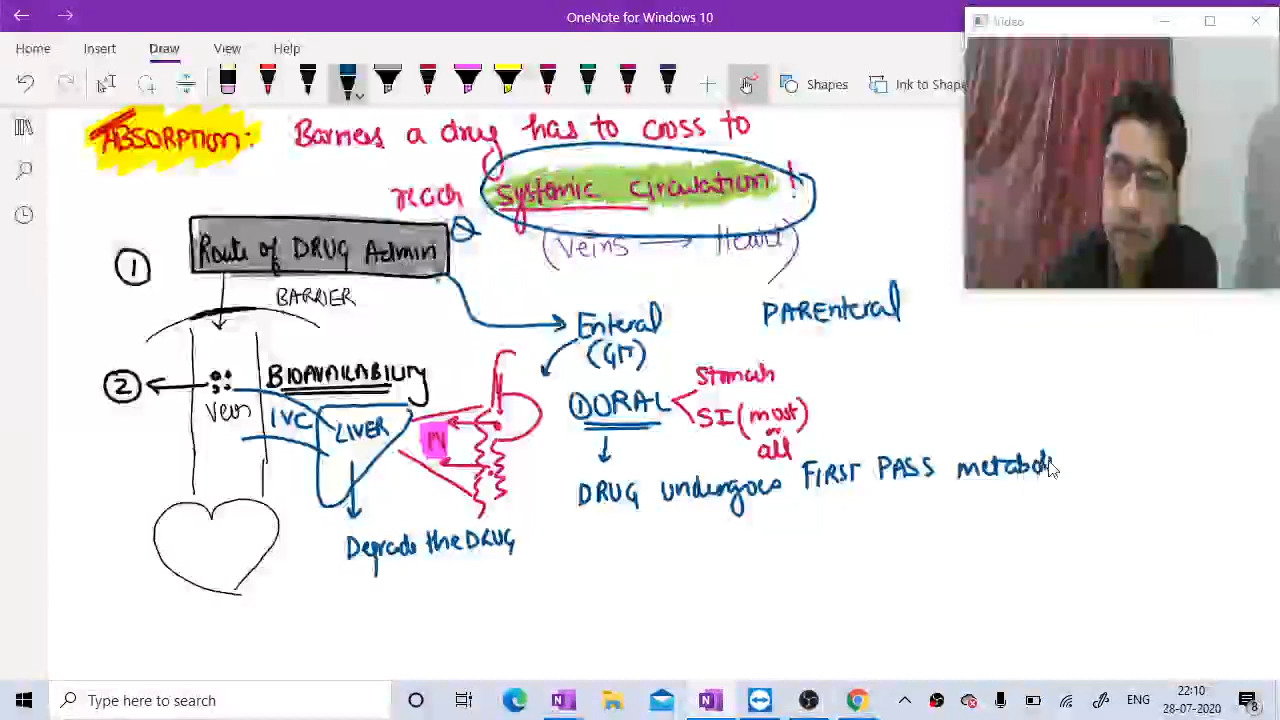 OneNote for Windows 10
Video
Home Insert Draw View Help
Shapes Ink to Shape
ABSORPTION: Barriers a drug has to cross to
reach systemic circulation!
(Veins → Heart)
① Route of DRUG Admin
BARRIER
Enteral
(GIT)
PAREnteral
② BIOAVAILABILITY
Vein
IVC
LIVER
Degrade the DRUG
① ORAL
Stomach
SI (most
or
all
DRUG undergoes FIRST PASS metabol
Type here to search
ENG
22:10
28-07-2020
8